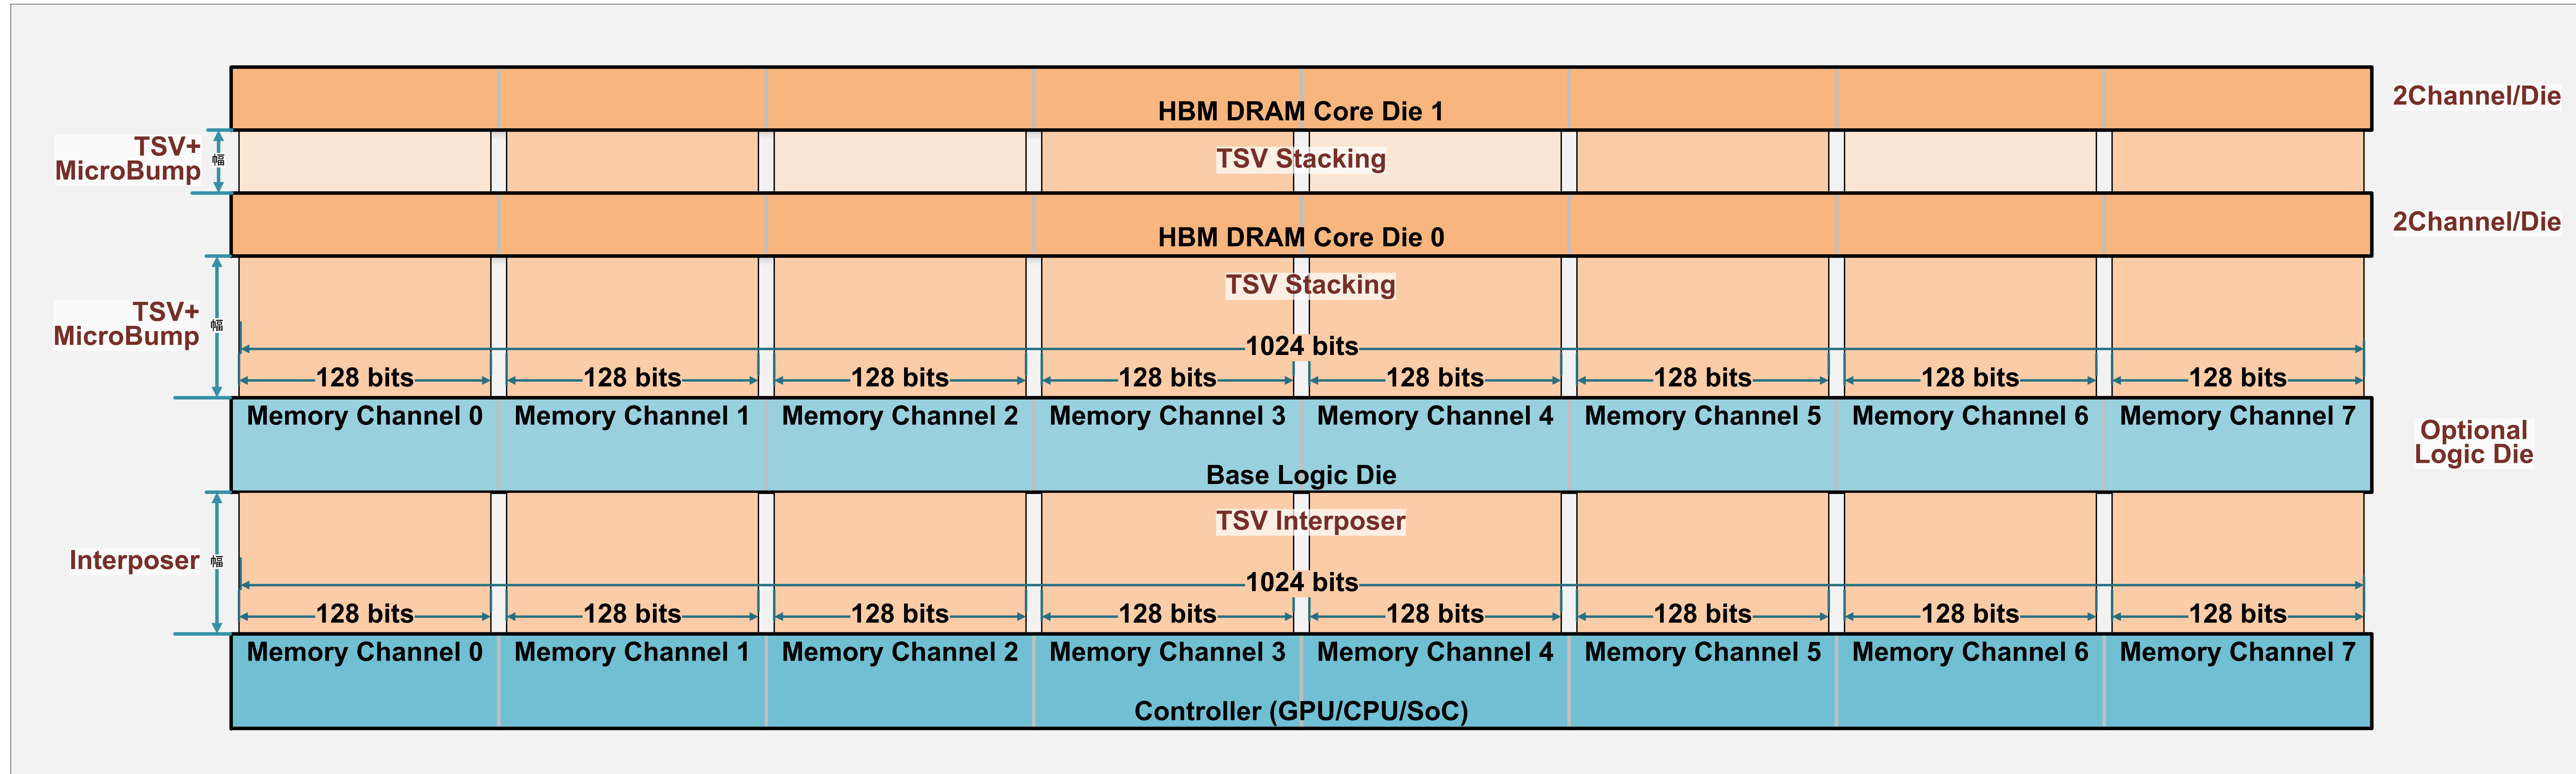 HBM DRAM Core Die 1
2Channel/Die
TSV+
MicroBump
幅
TSV Stacking
HBM DRAM Core Die 0
2Channel/Die
TSV Stacking
TSV+
MicroBump
幅
1024 bits
128 bits 128 bits 128 bits 128 bits 128 bits 128 bits 128 bits 128 bits
Memory Channel 0 Memory Channel 1 Memory Channel 2 Memory Channel 3 Memory Channel 4 Memory Channel 5 Memory Channel 6 Memory Channel 7
Optional
Logic Die
Base Logic Die
TSV Interposer
Interposer
幅
1024 bits
128 bits 128 bits 128 bits 128 bits 128 bits 128 bits 128 bits 128 bits
Memory Channel 0 Memory Channel 1 Memory Channel 2 Memory Channel 3 Memory Channel 4 Memory Channel 5 Memory Channel 6 Memory Channel 7
Controller (GPU/CPU/SoC)